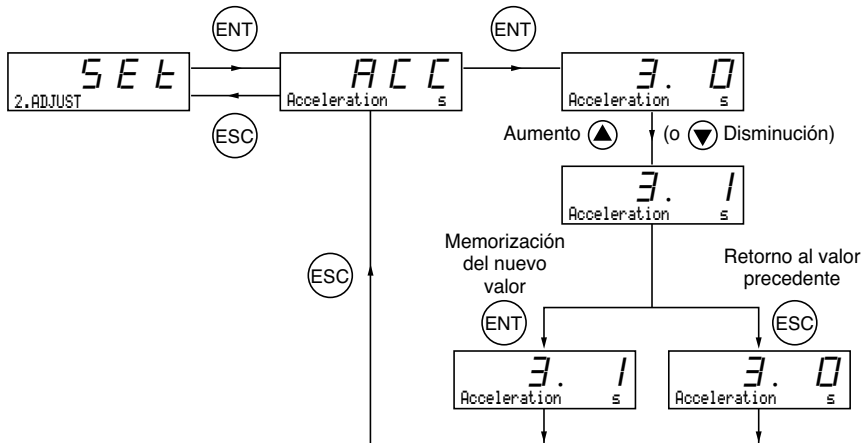 ENT
ENT
SEt
2.ADJUST
ACC
Acceleration s
3. 0
Acceleration s
ESC
Aumento ▲ (o ▼ Disminución)
3. 1
Acceleration s
Memorización
del nuevo
valor
Retorno al valor
precedente
ESC
ENT
ESC
3. 1
Acceleration s
3. 0
Acceleration s